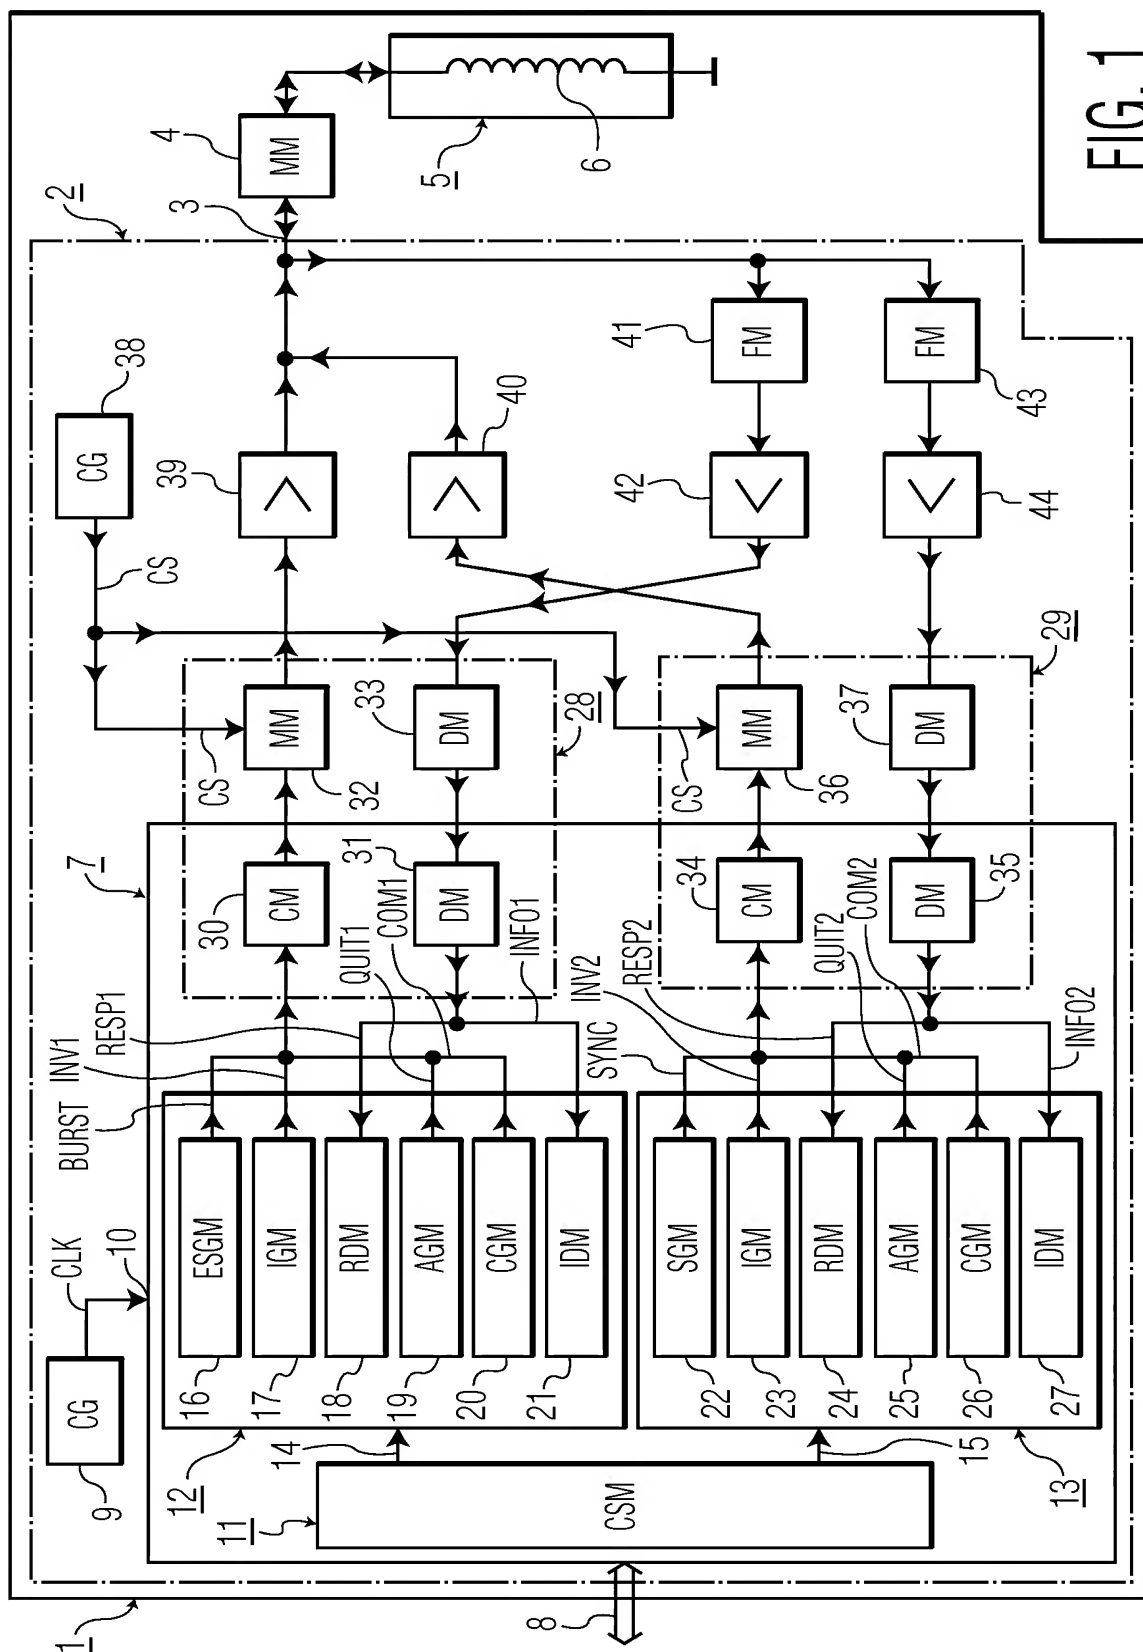 FIG. 1
1
2
3
4
MM
5
6
7
8
9
CG
CLK
10
11
CSM
12
13
14
15
16
ESGM
17
IGM
18
RDM
19
AGM
20
CGM
21
IDM
22
SGM
23
IGM
24
RDM
25
AGM
26
CGM
27
IDM
BURST
INV1
RESP1
QUIT1
COM1
INFO1
SYNC
INV2
RESP2
QUIT2
COM2
INFO2
28
29
30
CM
31
DM
32
MM
33
DM
34
CM
35
DM
36
MM
37
DM
38
CG
CS
CS
CS
39
40
41
FM
42
43
FM
44